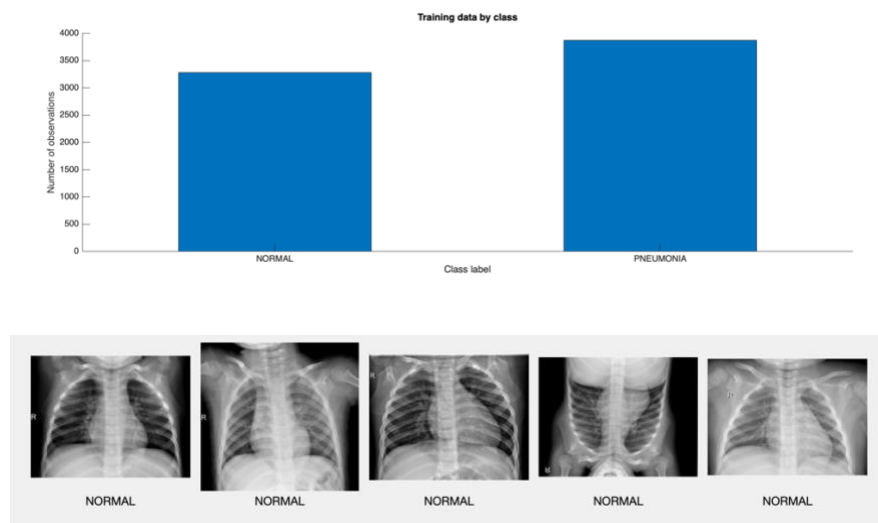 Training data by class
Number of observations
4000
3500
3000
2500
2000
1500
1000
500
0
NORMAL PNEUMONIA
Class label
R
R
R
NORMAL NORMAL NORMAL NORMAL NORMAL